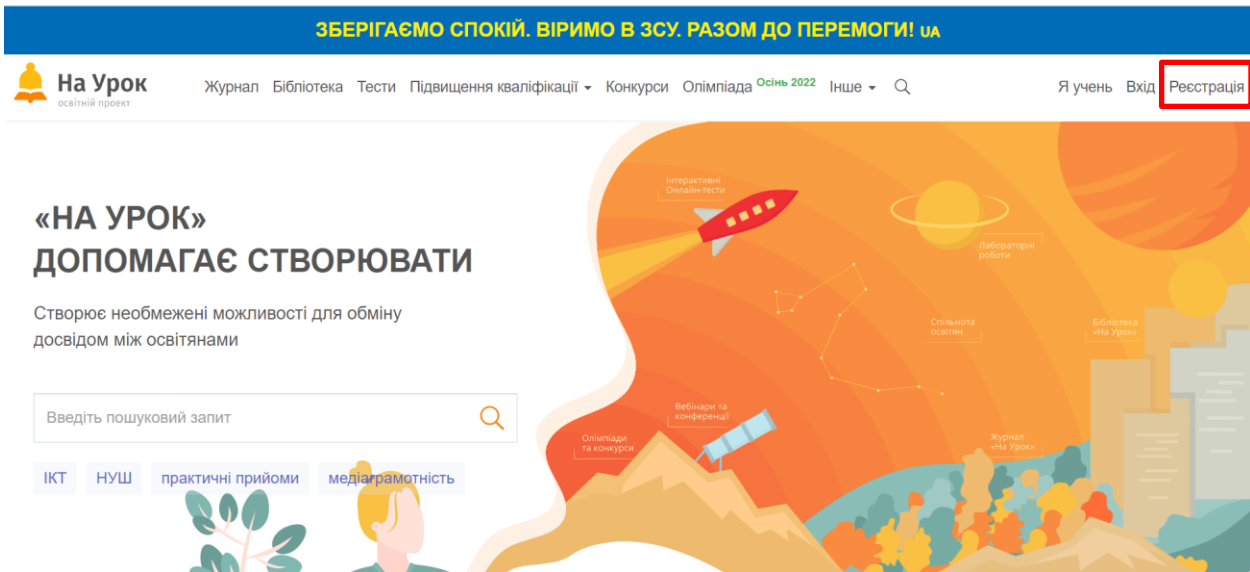 ЗБЕРІГАЄМО СПОКІЙ. ВІРИМО В ЗСУ. РАЗОМ ДО ПЕРЕМОГИ! UA
На Урок
освітній проект
Журнал Бібліотека Тести Підвищення кваліфікації Конкурси Олімпіада Осінь 2022 Інше
Я учень Вхід Реєстрація
Інтерактивні
Онлайн-тести
«НА УРОК»
ДОПОМАГАЄ СТВОРЮВАТИ
Лабораторні
роботи
Створює необмежені можливості для обміну
досвідом між освітянами
Спільнота
освітян
Бібліотека
«На Урок»
Введіть пошуковий запит
Вебінари та
конференції
Олімпіади
та конкурси
Журнал
«На Урок»
ІКТ НУШ практичні прийоми медіаграмотність